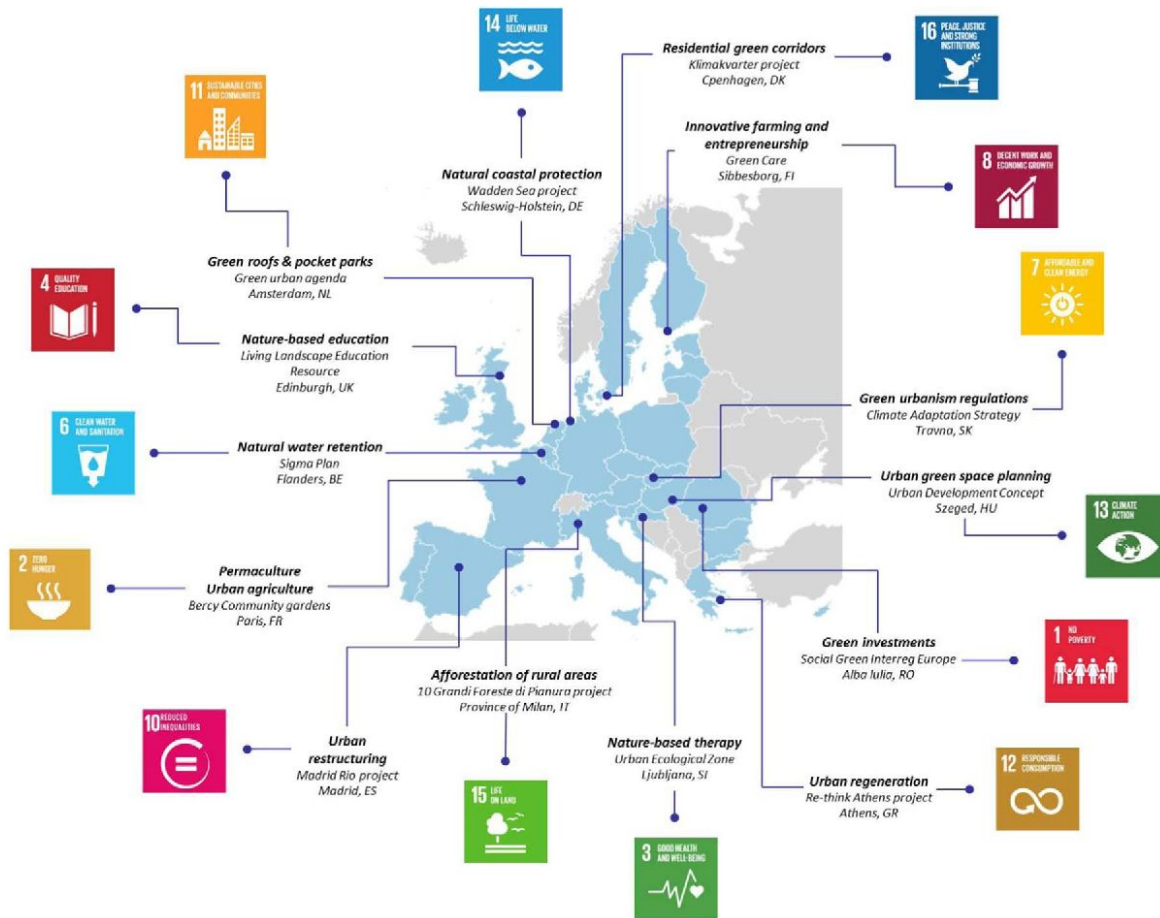 14 LIFE
BELOW WATER
Residential green corridors
Klimakvarter project
Cpenhagen, DK
16 PEACE, JUSTICE
AND STRONG
INSTITUTIONS
11 SUSTAINABLE CITIES
AND COMMUNITIES
Innovative farming and
entrepreneurship
Green Care
Sibbesborg, FI
8 DECENT WORK AND
ECONOMIC GROWTH
Natural coastal protection
Wadden Sea project
Schleswig-Holstein, DE
Green roofs & pocket parks
Green urban agenda
Amsterdam, NL
7 AFFORDABLE AND
CLEAN ENERGY
4 QUALITY
EDUCATION
Nature-based education
Living Landscape Education
Resource
Edinburgh, UK
Green urbanism regulations
Climate Adaptation Strategy
Travna, SK
6 CLEAN WATER
AND SANITATION
Natural water retention
Sigma Plan
Flanders, BE
Urban green space planning
Urban Development Concept
Szeged, HU
13 CLIMATE
ACTION
2 ZERO
HUNGER
Permaculture
Urban agriculture
Bercy Community gardens
Paris, FR
Green investments
Social Green Interreg Europe
Alba Iulia, RO
1 NO
POVERTY
Afforestation of rural areas
10 Grandi Foreste di Pianura project
Province of Milan, IT
10 REDUCED
INEQUALITIES
Urban
restructuring
Madrid Rio project
Madrid, ES
Nature-based therapy
Urban Ecological Zone
Ljubljana, SI
Urban regeneration
Re-think Athens project
Athens, GR
12 RESPONSIBLE
CONSUMPTION
15 LIFE
ON LAND
3 GOOD HEALTH
AND WELL-BEING